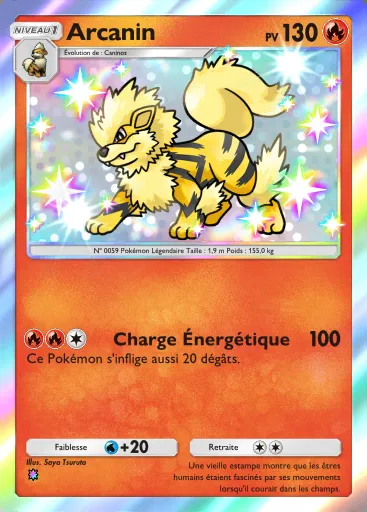 NIVEAU 1
Arcanin
PV 130
Évolution de : Caninos
N° 0059 Pokémon Légendaire Taille : 1,9 m Poids : 155,0 kg
Charge Énergétique 100
Ce Pokémon s'inflige aussi 20 dégâts.
Faiblesse +20 Retraite
Illus. Saya Tsuruta
Une vieille estampe montre que les êtres
humains étaient fascinés par ses mouvements
lorsqu'il courait dans les champs.